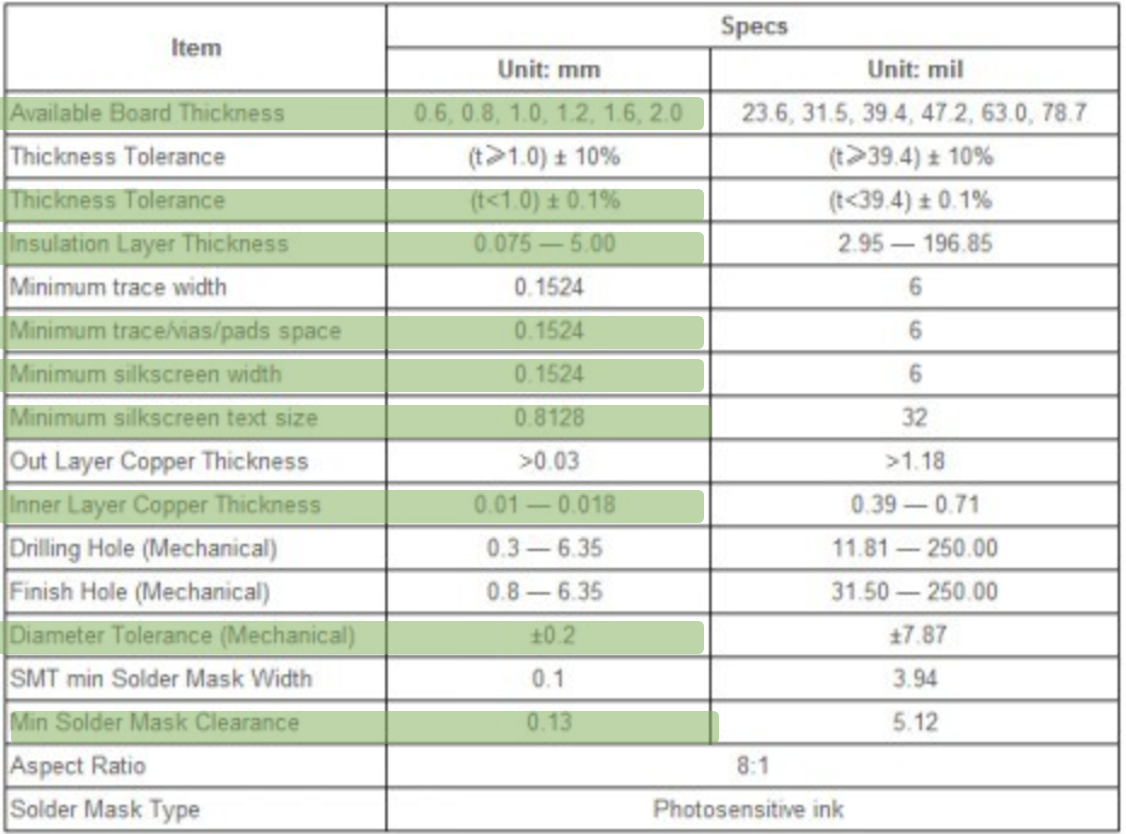 Item Specs
Unit: mm Unit: mil
Available Board Thickness 0.6, 0.8, 1.0, 1.2, 1.6, 2.0 23.6, 31.5, 39.4, 47.2, 63.0, 78.7
Thickness Tolerance (t⩾1.0) ± 10% (t⩾39.4) ± 10%
Thickness Tolerance (t<1.0) ± 0.1% (t<39.4) ± 0.1%
Insulation Layer Thickness 0.075 — 5.00 2.95 — 196.85
Minimum trace width 0.1524 6
Minimum trace/vias/pads space 0.1524 6
Minimum silkscreen width 0.1524 6
Minimum silkscreen text size 0.8128 32
Out Layer Copper Thickness >0.03 >1.18
Inner Layer Copper Thickness 0.01 — 0.018 0.39 — 0.71
Drilling Hole (Mechanical) 0.3 — 6.35 11.81 — 250.00
Finish Hole (Mechanical) 0.8 — 6.35 31.50 — 250.00
Diameter Tolerance (Mechanical) ±0.2 ±7.87
SMT min Solder Mask Width 0.1 3.94
Min Solder Mask Clearance 0.13 5.12
Aspect Ratio 8:1
Solder Mask Type Photosensitive ink